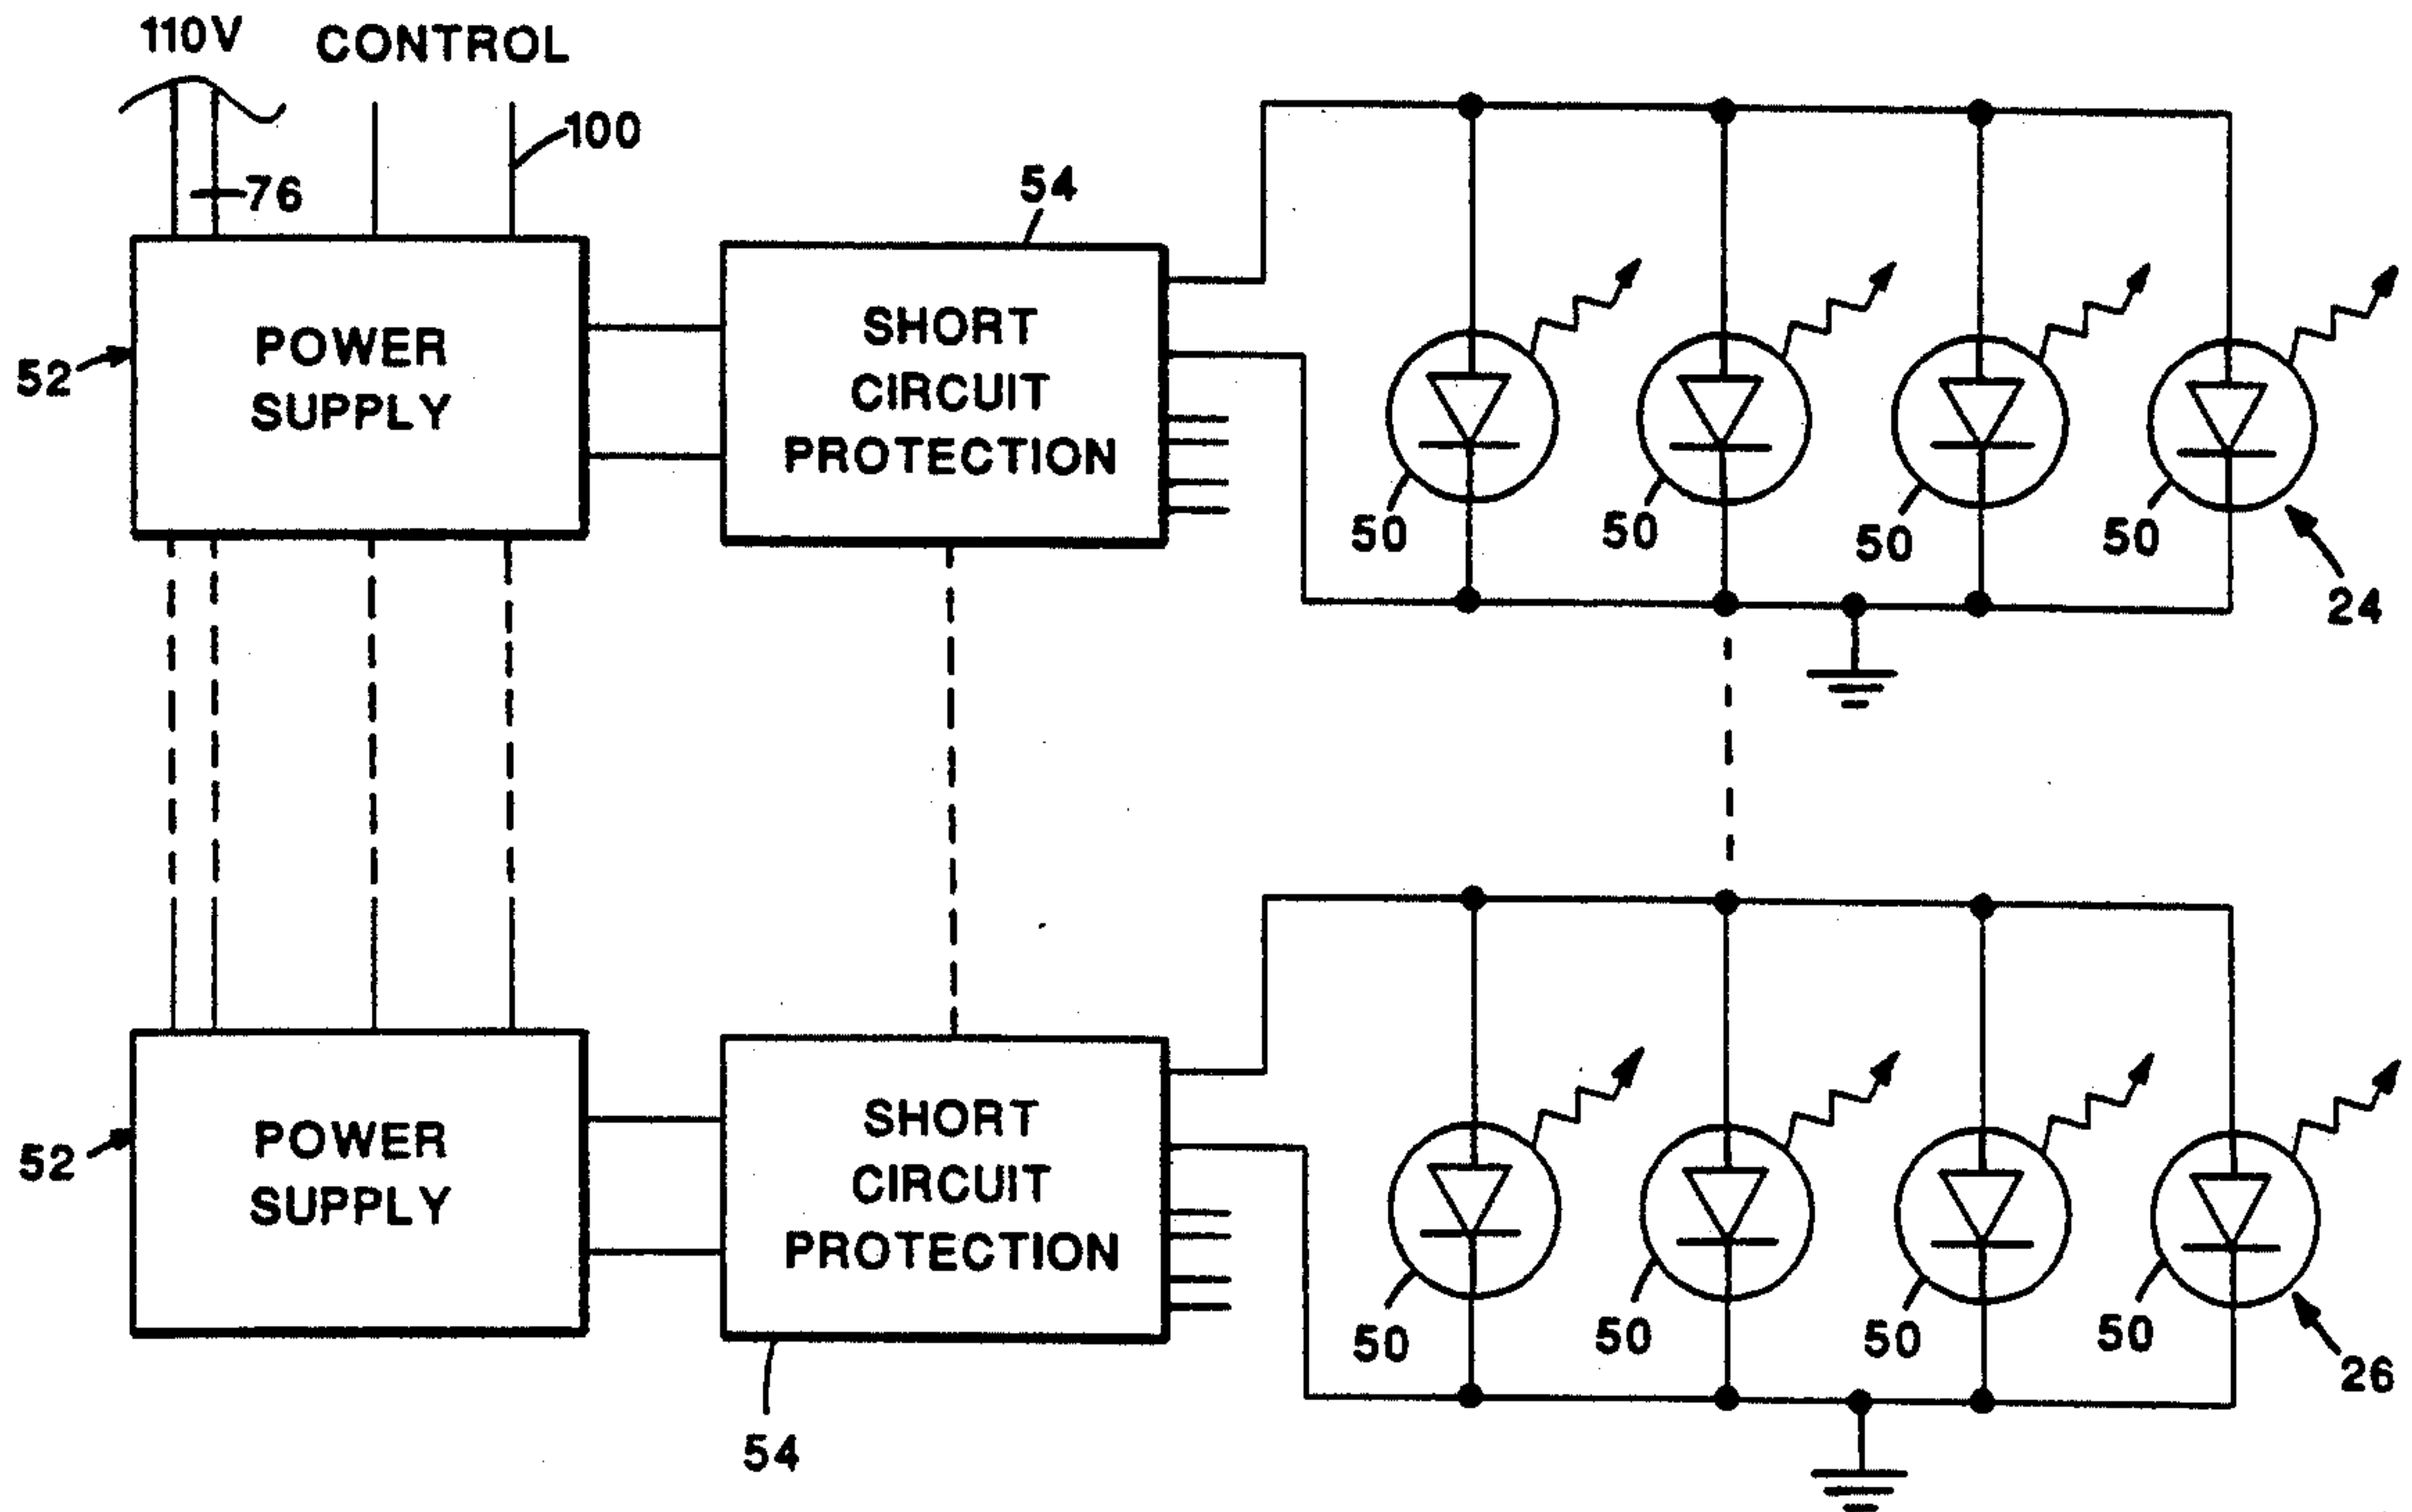 110V CONTROL
100
76
54
POWER
SUPPLY
SHORT
CIRCUIT
PROTECTION
52
50
50
50
50
24
POWER
SUPPLY
SHORT
CIRCUIT
PROTECTION
52
50
50
50
50
26
54